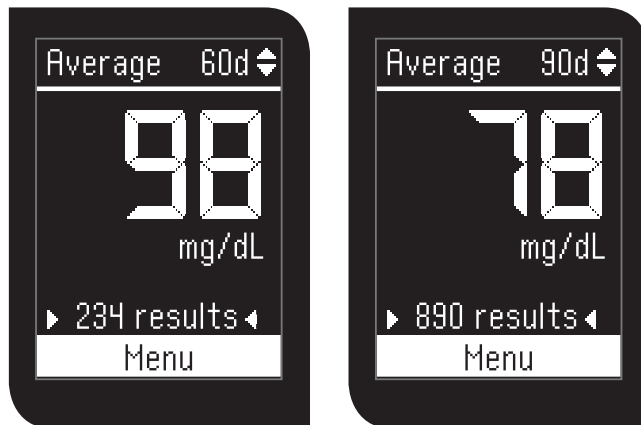 Average 60d
98
mg/dL
234 results
Menu
Average 90d
78
mg/dL
890 results
Menu